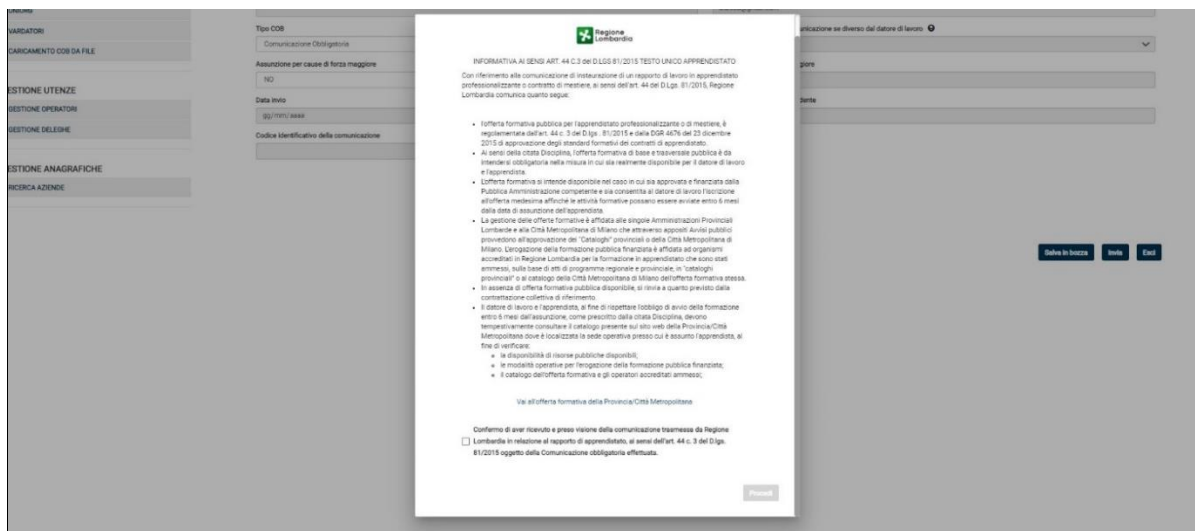 VARDATORI
CARICAMENTO COB DA FILE
ESTIONE UTENZE
GESTIONE OPERATORI
GESTIONE DELEGHE
ESTIONE ANAGRAFICHE
RICERCA AZIENDE
Tipo COB
Comunicazione Obbligatoria
Assunzione per cause di forza maggiore
NO
Data invio
gg/mm/aaaa
Codice identificativo della comunicazione
unicazione se diverso dal datore di lavoro
giore
dente
Salva in bozza
Invia
Esci
Regione
Lombardia
INFORMATIVA AI SENSI ART. 44 C.3 del D.LGS 81/2015 TESTO UNICO APPRENDISTATO
Con riferimento alla comunicazione di instaurazione di un rapporto di lavoro in apprendistato
professionalizzante o contratto di mestiere, ai sensi dell'art. 44 del D.Lgs. 81/2015, Regione
Lombardia comunica quanto segue:
• l'offerta formativa pubblica per l'apprendistato professionalizzante o di mestiere, è
regolamentata dell'art. 44 c. 3 del D.lgs . 81/2015 e dalla DGR 4676 del 23 dicembre
2015 di approvazione degli standard formativi dei contratti di apprendistato.
• Ai sensi della citata Disciplina, l'offerta formativa di base e trasversale pubblica è da
intendersi obbligatoria nella misura in cui sia realmente disponibile per il datore di lavoro
e l'apprendista.
• L'offerta formativa si intende disponibile nel caso in cui sia approvata e finanziata dalla
Pubblica Amministrazione competente e sia consentita al datore di lavoro l'iscrizione
all'offerta medesima affinché le attività formative possano essere avviate entro 6 mesi
dalla data di assunzione dell'apprendista.
• La gestione delle offerte formative è affidata alle singole Amministrazioni Provinciali
Lombarde e alla Città Metropolitana di Milano che attraverso appositi Avvisi pubblici
provvedono all'approvazione dei "Cataloghi" provinciali o della Città Metropolitana di
Milano. L'erogazione della formazione pubblica finanziata è affidata ad organismi
accreditati in Regione Lombardia per la formazione in apprendistato che sono stati
ammessi, sulla base di atti di programma regionale e provinciale, in "cataloghi
provinciali" o al catalogo della Città Metropolitana di Milano dell'offerta formativa stessa.
• In assenza di offerta formativa pubblica disponibile, si rinvia a quanto previsto dalla
contrattazione collettiva di riferimento.
• Il datore di lavoro e l'apprendista, al fine di rispettare l'obbligo di avvio della formazione
entro 6 mesi dall'assunzione, come prescritto dalla citata Disciplina, devono
tempestivamente consultare il catalogo presente sul sito web della Provincia/Città
Metropolitana dove è localizzata la sede operativa presso cui è assunto l'apprendista, al
fine di verificare:
la disponibilità di risorse pubbliche disponibili;
le modalità operative per l'erogazione della formazione pubblica finanziata;
il catalogo dell'offerta formativa e gli operatori accreditati ammessi;
Vai all'offerta formativa della Provincia/Città Metropolitana
Confermo di aver ricevuto e preso visione della comunicazione trasmessa da Regione
Lombardia in relazione al rapporto di apprendistato, ai sensi dell'art. 44 c. 3 del D.lgs.
81/2015 oggetto della Comunicazione obbligatoria effettuata.
Procedi